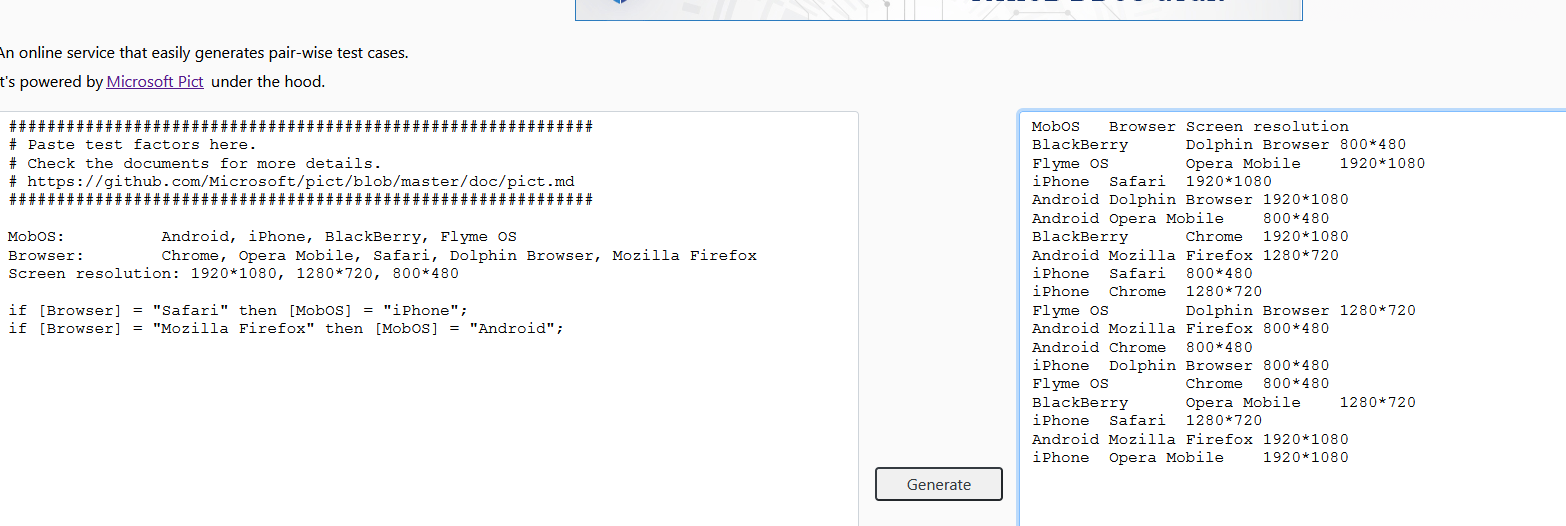 An online service that easily generates pair-wise test cases.
t's powered by Microsoft Pict under the hood.
#############################################################
# Paste test factors here.
# Check the documents for more details.
# https://github.com/Microsoft/pict/blob/master/doc/pict.md
#############################################################
MobOS: Android, iPhone, BlackBerry, Flyme OS
Browser: Chrome, Opera Mobile, Safari, Dolphin Browser, Mozilla Firefox
Screen resolution: 1920*1080, 1280*720, 800*480
if [Browser] = "Safari" then [MobOS] = "iPhone";
if [Browser] = "Mozilla Firefox" then [MobOS] = "Android";
Generate
MobOS Browser Screen resolution
BlackBerry Dolphin Browser 800*480
Flyme OS Opera Mobile 1920*1080
iPhone Safari 1920*1080
Android Dolphin Browser 1920*1080
Android Opera Mobile 800*480
BlackBerry Chrome 1920*1080
Android Mozilla Firefox 1280*720
iPhone Safari 800*480
iPhone Chrome 1280*720
Flyme OS Dolphin Browser 1280*720
Android Mozilla Firefox 800*480
Android Chrome 800*480
iPhone Dolphin Browser 800*480
Flyme OS Chrome 800*480
BlackBerry Opera Mobile 1280*720
iPhone Safari 1280*720
Android Mozilla Firefox 1920*1080
iPhone Opera Mobile 1920*1080